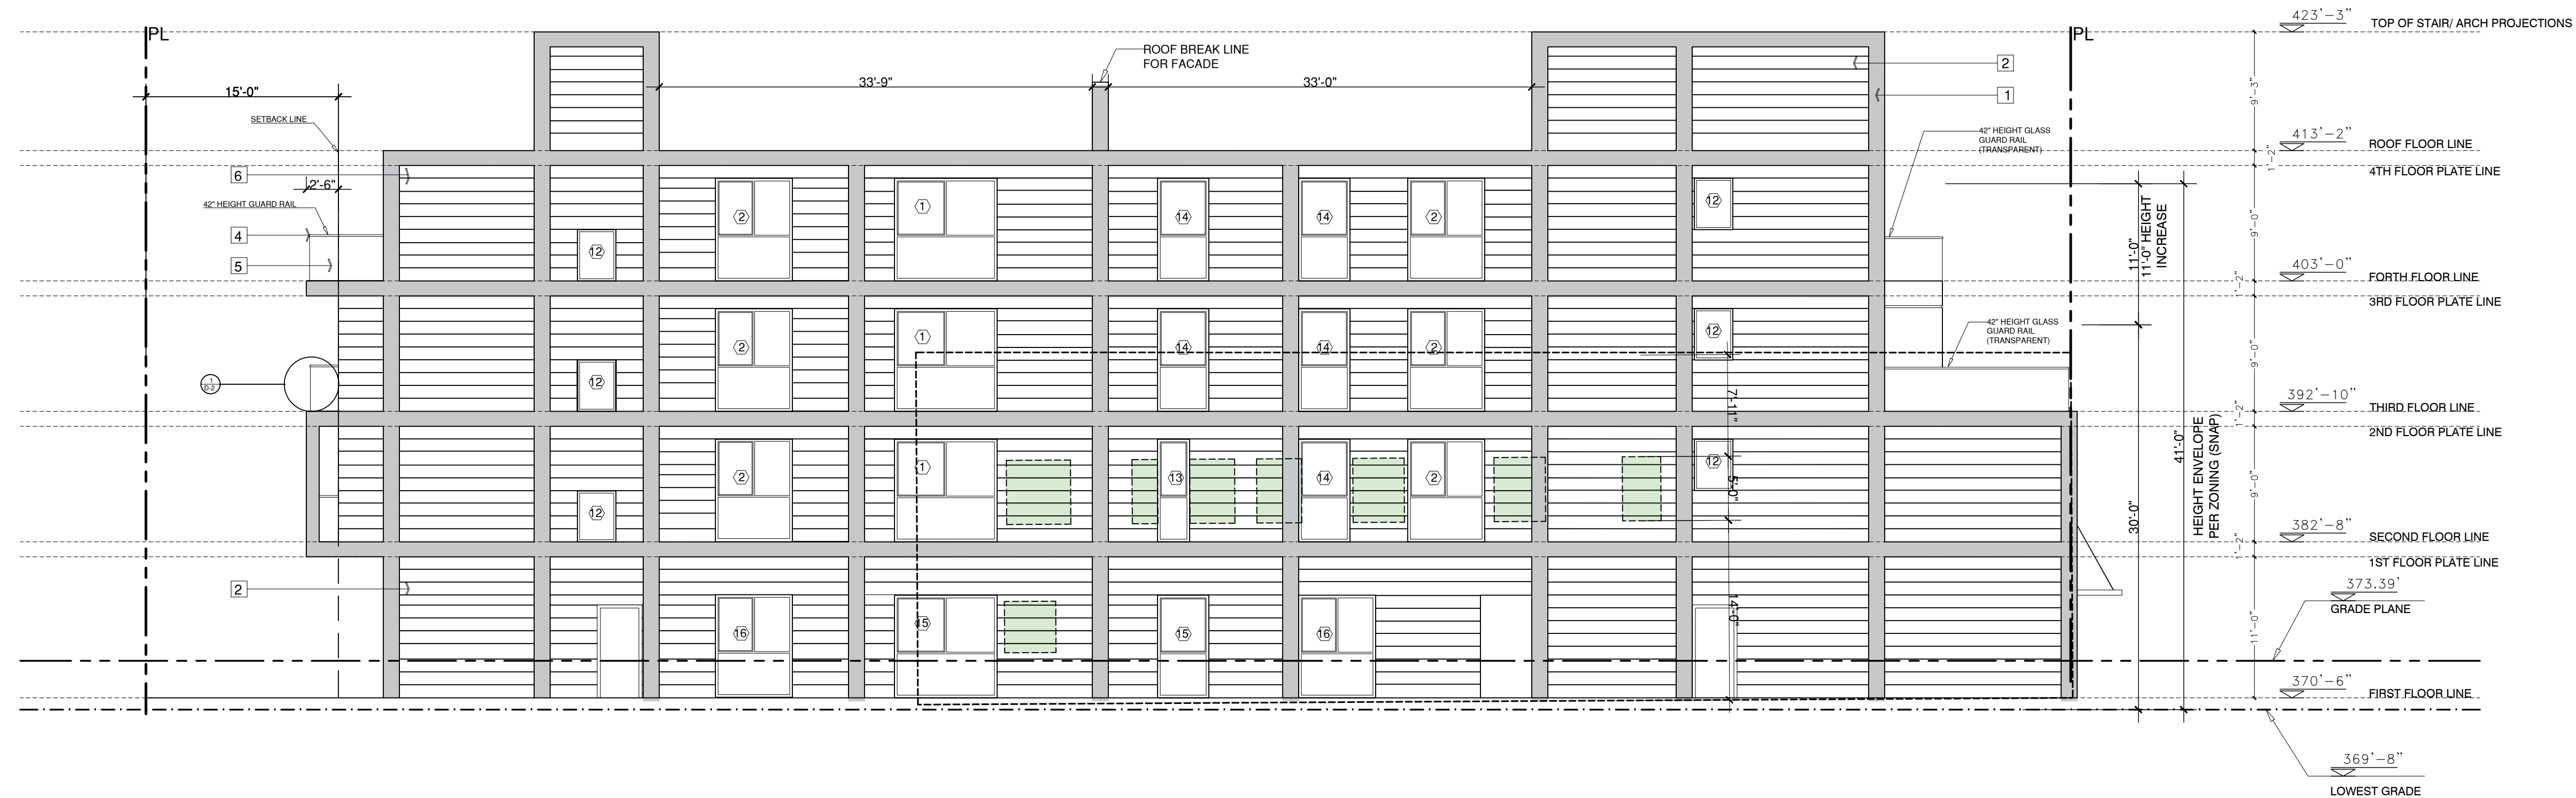 423'-3"
TOP OF STAIR/ ARCH PROJECTIONS
PL
PL
ROOF BREAK LINE
FOR FACADE
2
33'-9"
33'-0"
15'-0"
1
9'-3"
SETBACK LINE
42" HEIGHT GLASS
GUARD RAIL
(TRANSPARENT)
413'-2"
ROOF FLOOR LINE
1'-2"
4TH FLOOR PLATE LINE
6
2'-6"
42" HEIGHT GUARD RAIL
4
5
2
1
14
14
2
12
12
11'-0"
11'-0" HEIGHT
INCREASE
9'-0"
403'-0"
FORTH FLOOR LINE
1'-2"
3RD FLOOR PLATE LINE
42" HEIGHT GLASS
GUARD RAIL
(TRANSPARENT)
2
1
14
14
2
12
12
9'-0"
1
D-2
7'-11"
392'-10"
THIRD FLOOR LINE
1'-2"
2ND FLOOR PLATE LINE
41'-0"
HEIGHT ENVELOPE
PER ZONING (SNAP)
2
1
13
14
2
12
12
5'-0"
30'-0"
9'-0"
382'-8"
SECOND FLOOR LINE
1'-2"
1ST FLOOR PLATE LINE
2
373.39'
GRADE PLANE
16
15
15
16
14'-0"
11'-0"
370'-6"
FIRST FLOOR LINE
369'-8"
LOWEST GRADE